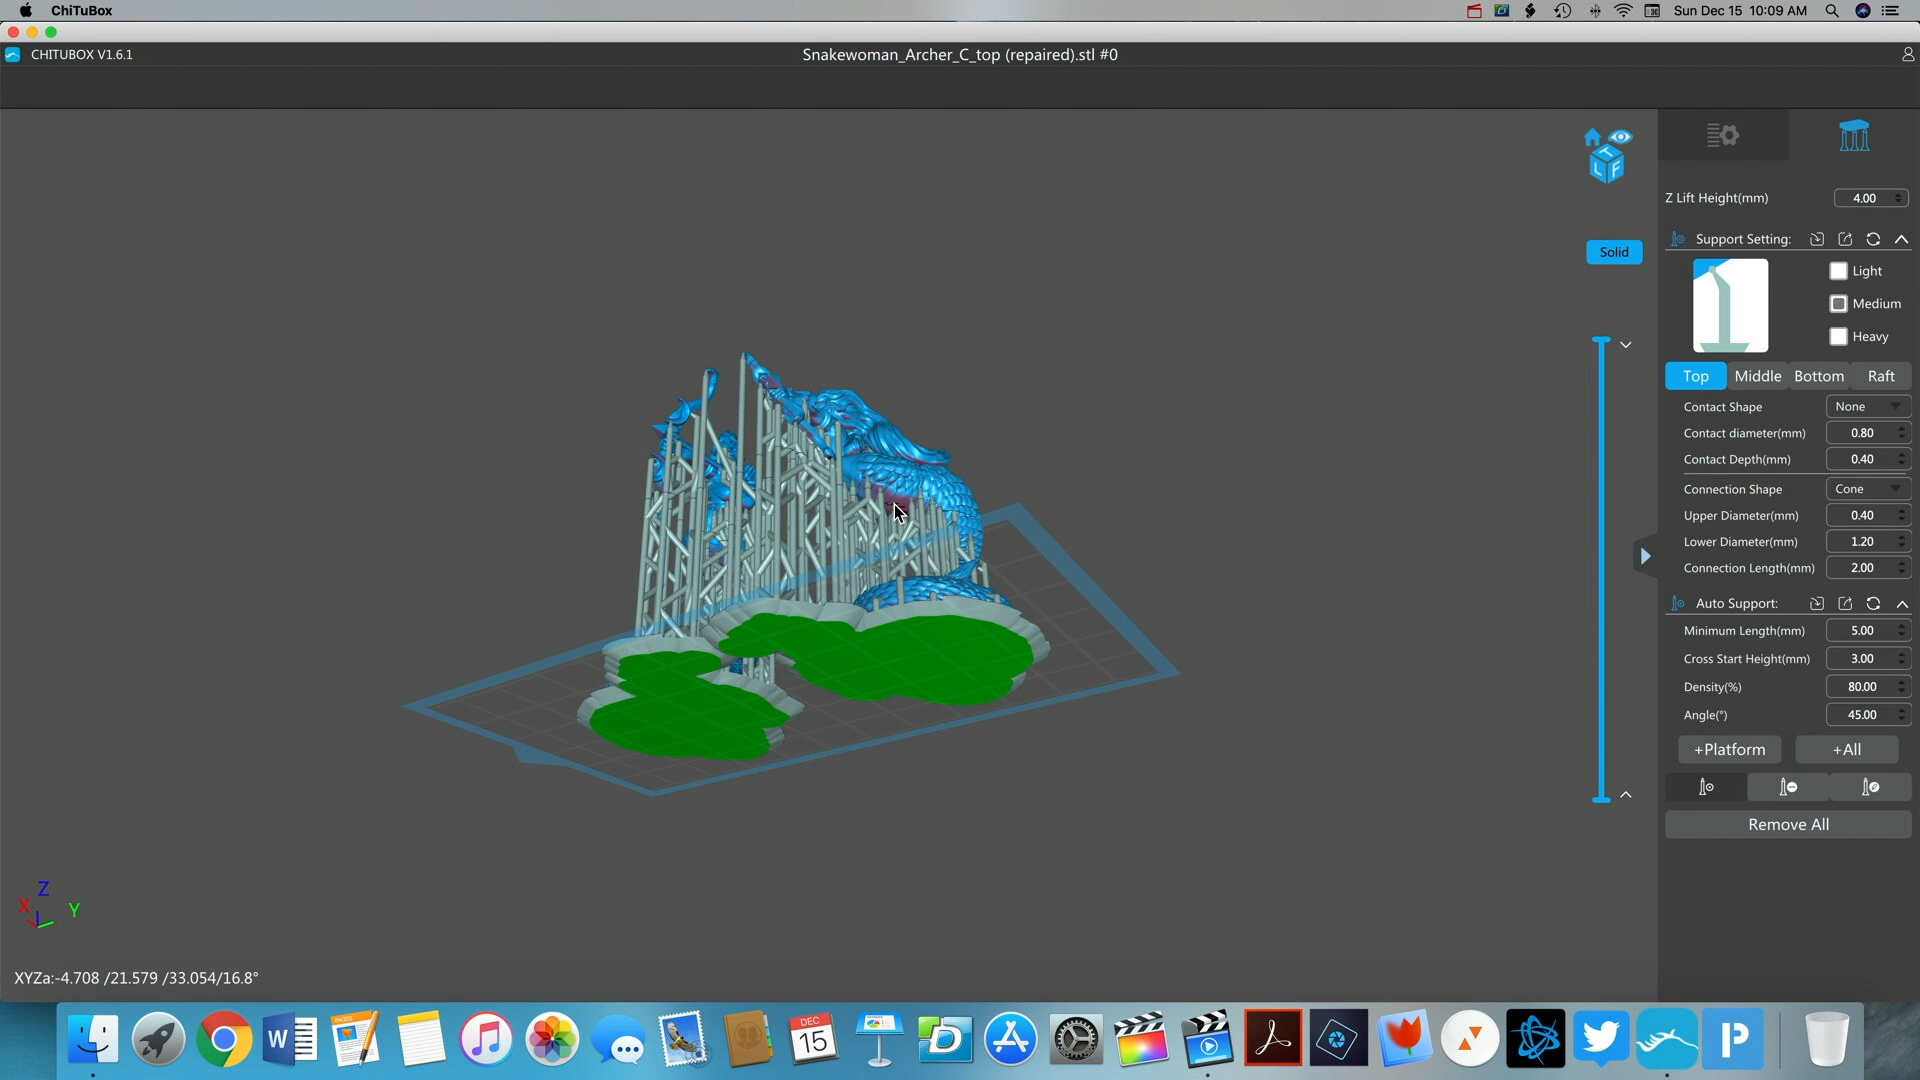 ChiTuBox
Sun Dec 15 10:09 AM
CHITUBOX V1.6.1
Snakewoman_Archer_C_top (repaired).stl #0
T
L F
Z Lift Height(mm) 4.00
Support Setting:
Solid
Light
Medium
Heavy
Top Middle Bottom Raft
Contact Shape None
Contact diameter(mm) 0.80
Contact Depth(mm) 0.40
Connection Shape Cone
Upper Diameter(mm) 0.40
Lower Diameter(mm) 1.20
Connection Length(mm) 2.00
Auto Support:
Minimum Length(mm) 5.00
Cross Start Height(mm) 3.00
Density(%) 80.00
Angle(°) 45.00
+Platform +All
Remove All
Z
X Y
XYZa:-4.708 /21.579 /33.054/16.8°
W
PAGES
DEC
15
D
P